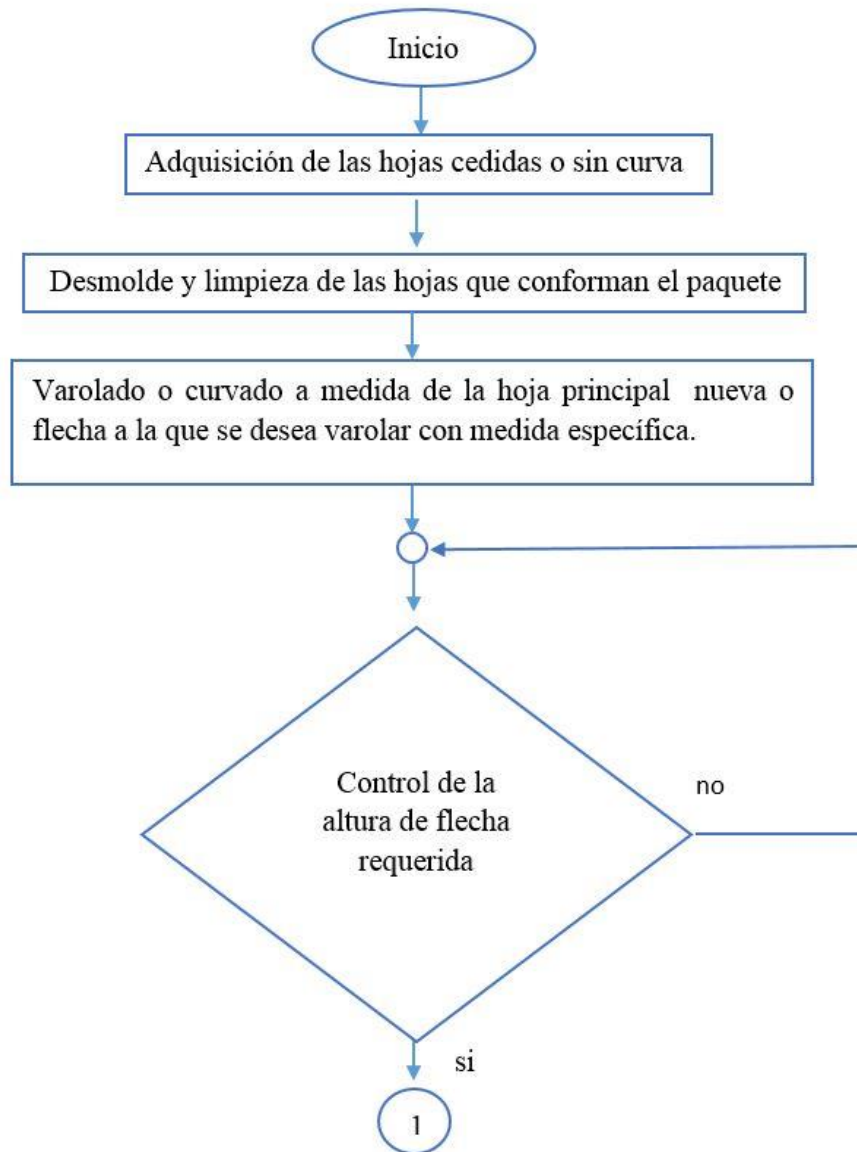 Inicio
Adquisición de las hojas cedidas o sin curva
Desmolde y limpieza de las hojas que conforman el paquete
Varolado o curvado a medida de la hoja principal nueva o
flecha a la que se desea varolar con medida específica.
Control de la
altura de flecha
requerida
no
si
1